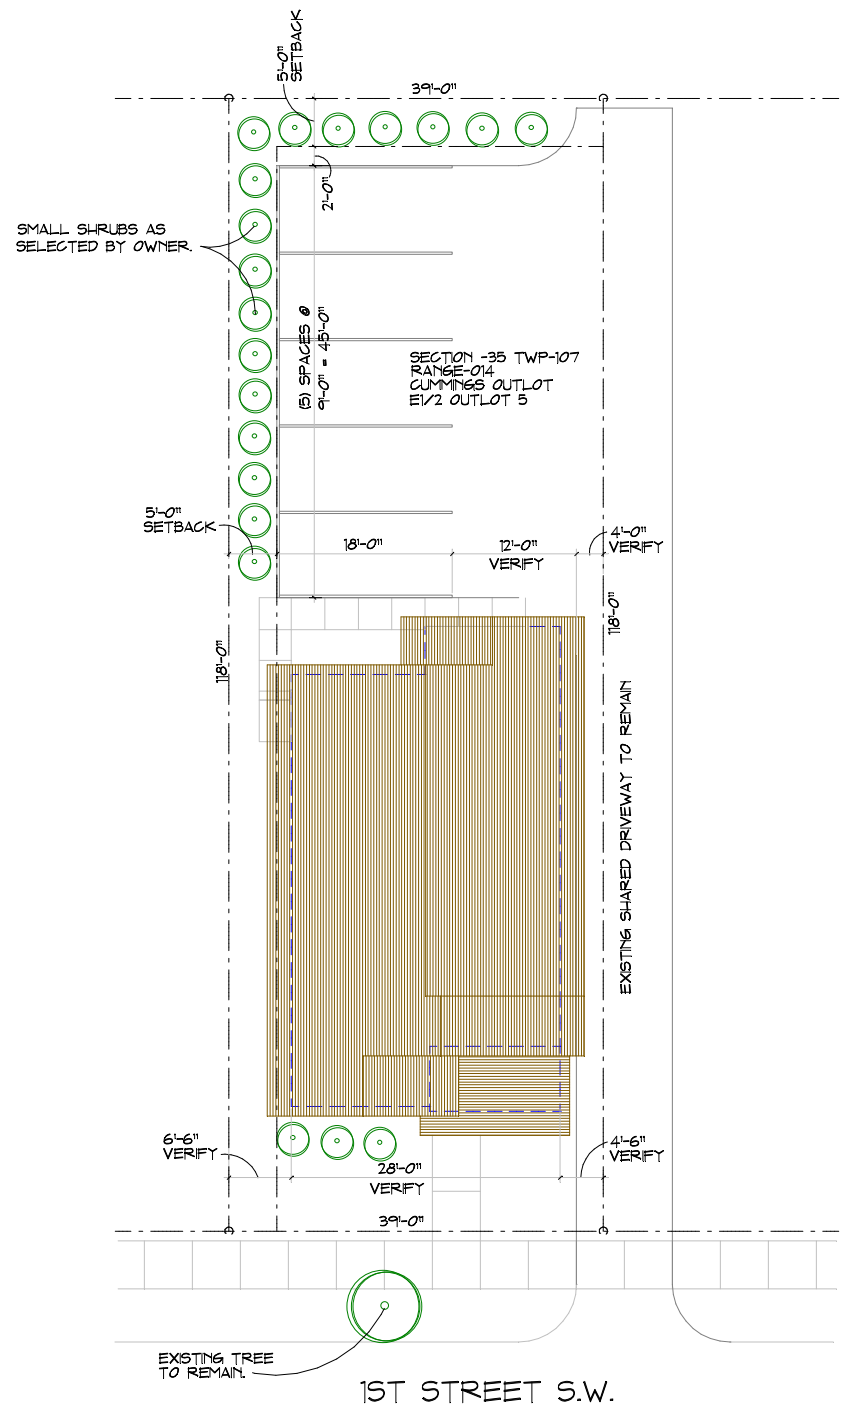 5'-0"
SETBACK
39'-0"
2'-0"
SMALL SHRUBS AS
SELECTED BY OWNER.
(5) SPACES @
9'-0" = 45'-0"
SECTION -35 TWP-107
RANGE-014
CUMMINGS OUTLOT
E1/2 OUTLOT 5
5'-0"
SETBACK
18'-0"
12'-0"
VERIFY
4'-0"
VERIFY
118'-0"
118'-0"
EXISTING SHARED DRIVEWAY TO REMAIN
6'-6"
VERIFY
28'-0"
VERIFY
4'-6"
VERIFY
39'-0"
EXISTING TREE
TO REMAIN.
1ST STREET S.W.